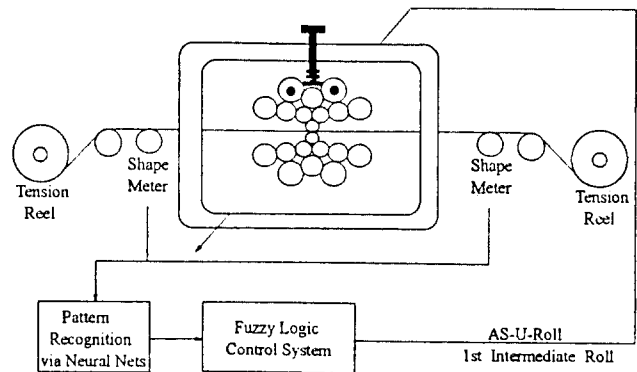 Tension
Reel
Shape
Meter
Shape
Meter
Tension
Reel
Pattern
Recognition
via Neural Nets
Fuzzy Logic
Control System
AS-U-Roll
1st Intermediate Roll